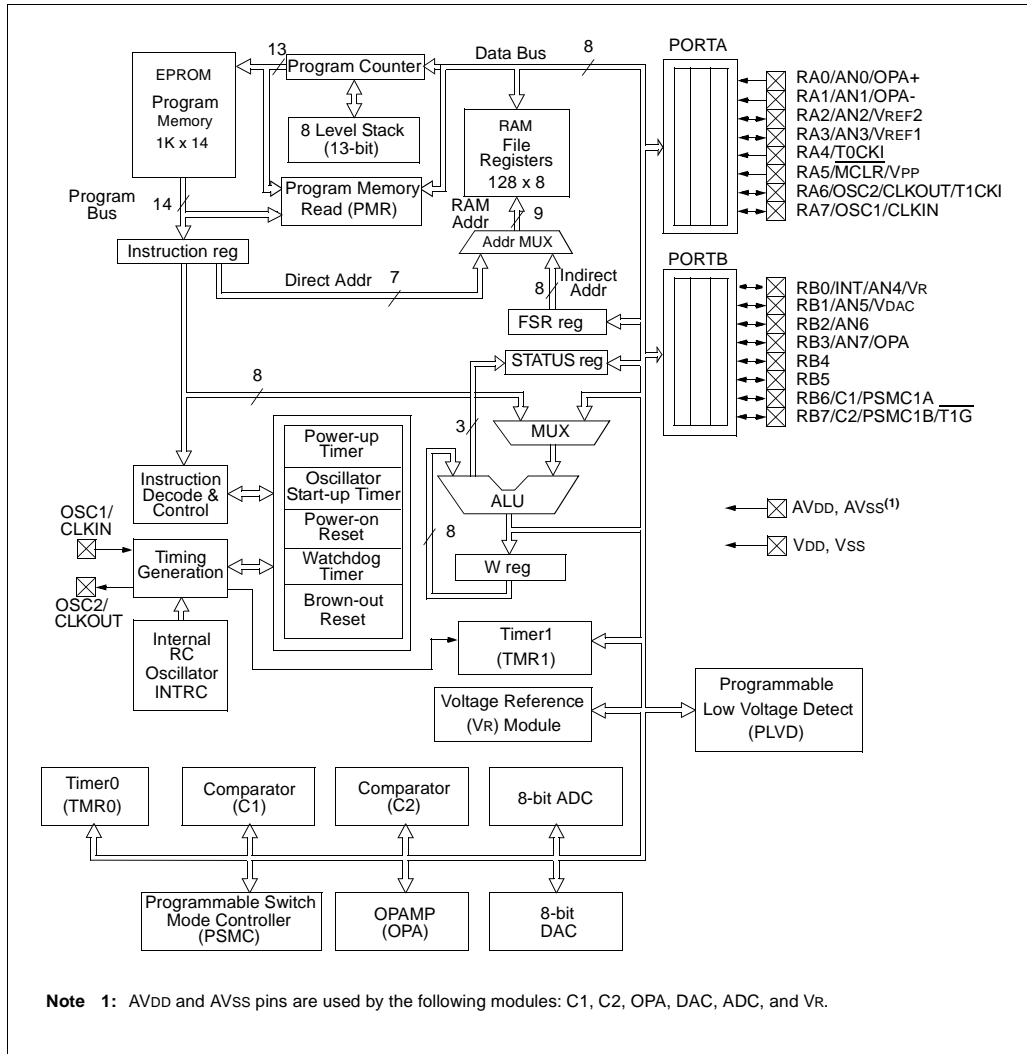 13
Data Bus
8
PORTA
EPROM
Program
Memory
1K x 14
Program Counter
8 Level Stack
(13-bit)
RAM
File
Registers
128 x 8
RA0/AN0/OPA+
RA1/AN1/OPA-
RA2/AN2/VREF2
RA3/AN3/VREF1
RA4/T0CKI
RA5/MCLR/VPP
RA6/OSC2/CLKOUT/T1CKI
RA7/OSC1/CLKIN
Program
Bus
14
Program Memory
Read (PMR)
RAM
Addr
9
Addr MUX
Instruction reg
Direct Addr
7
8
Indirect
Addr
FSR reg
STATUS reg
PORTB
RB0/INT/AN4/VR
RB1/AN5/VDAC
RB2/AN6
RB3/AN7/OPA
RB4
RB5
RB6/C1/PSMC1A
RB7/C2/PSMC1B/T1G
8
3
MUX
ALU
8
W reg
Power-up
Timer
Oscillator
Start-up Timer
Power-on
Reset
Watchdog
Timer
Brown-out
Reset
Instruction
Decode &
Control
OSC1/
CLKIN
Timing
Generation
OSC2/
CLKOUT
Internal
RC
Oscillator
INTRC
AVDD, AVSS(1)
VDD, VSS
Timer1
(TMR1)
Voltage Reference
(VR) Module
Programmable
Low Voltage Detect
(PLVD)
Timer0
(TMR0)
Comparator
(C1)
Comparator
(C2)
8-bit ADC
Programmable Switch
Mode Controller
(PSMC)
OPAMP
(OPA)
8-bit
DAC
Note 1: AVDD and AVSS pins are used by the following modules: C1, C2, OPA, DAC, ADC, and VR.